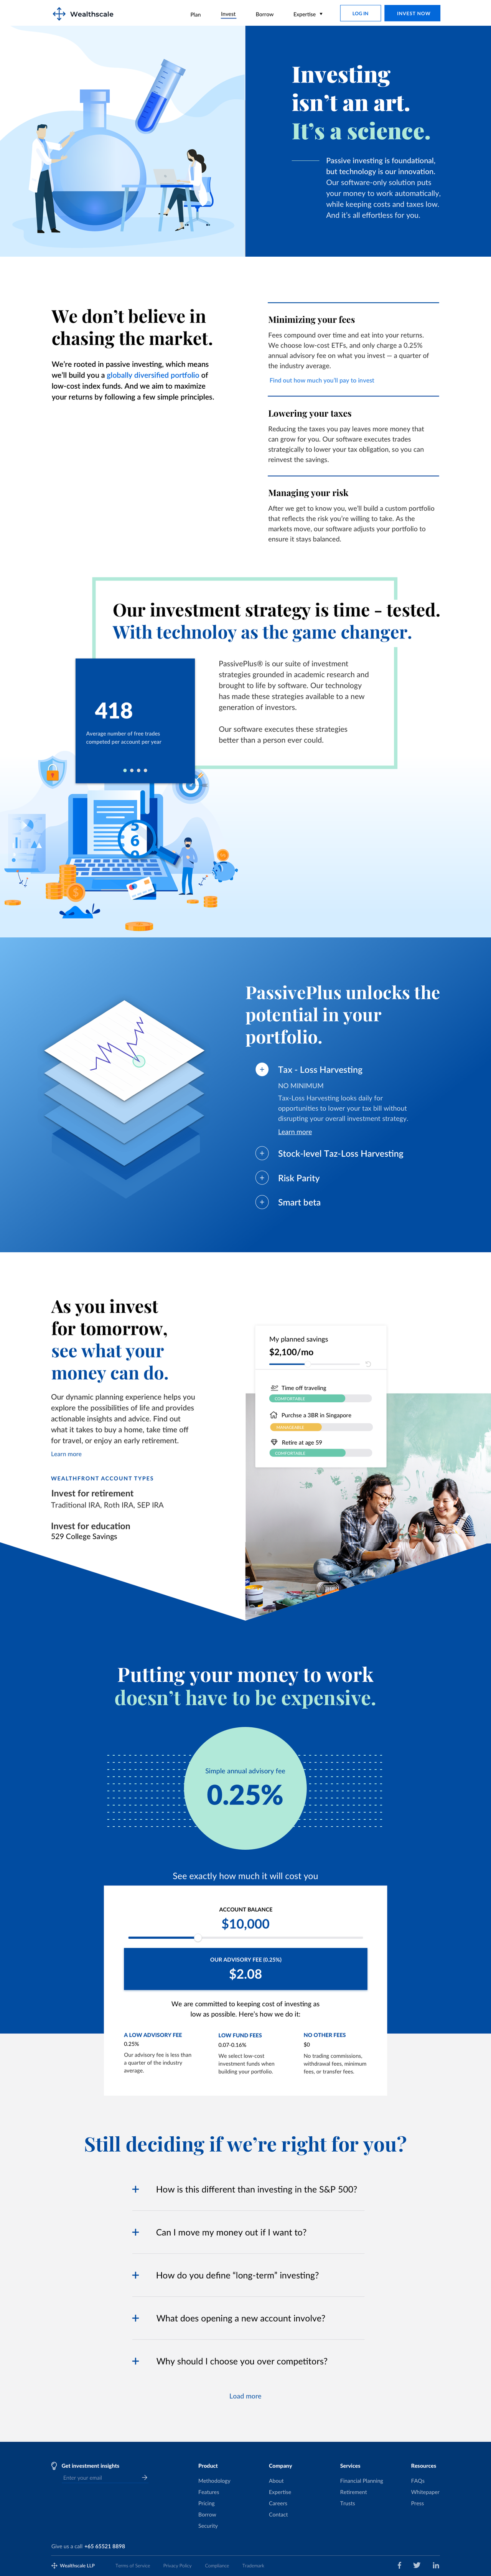 Wealthscale
Plan
Invest
Borrow
Expertise
LOG IN
INVEST NOW
Investing
isn't an art.
It's a science.
Passive investing is foundational,
but technology is our innovation.
Our software-only solution puts
your money to work automatically,
while keeping costs and taxes low.
And it's all effortless for you.
We don't believe in
chasing the market.
We're rooted in passive investing, which means
we'll build you a globally diversified portfolio of
low-cost index funds. And we aim to maximize
your returns by following a few simple principles.
Minimizing your fees
Fees compound over time and eat into your returns.
We choose low-cost ETFs, and only charge a 0.25%
annual advisory fee on what you invest — a quarter of
the industry average.
Find out how much you'll pay to invest
Lowering your taxes
Reducing the taxes you pay leaves more money that
can grow for you. Our software executes trades
strategically to lower your tax obligation, so you can
reinvest the savings.
Managing your risk
After we get to know you, we'll build a custom portfolio
that reflects the risk you're willing to take. As the
markets move, our software adjusts your portfolio to
ensure it stays balanced.
Our investment strategy is time - tested.
With technoloy as the game changer.
PassivePlus® is our suite of investment
strategies grounded in academic research and
brought to life by software. Our technology
has made these strategies available to a new
generation of investors.
Our software executes these strategies
better than a person ever could.
418
Average number of free trades
competed per account per year
5
6
PassivePlus unlocks the
potential in your
portfolio.
+ Tax - Loss Harvesting
NO MINIMUM
Tax-Loss Harvesting looks daily for
opportunities to lower your tax bill without
disrupting your overall investment strategy.
Learn more
+ Stock-level Taz-Loss Harvesting
+ Risk Parity
+ Smart beta
As you invest
for tomorrow,
see what your
money can do.
Our dynamic planning experience helps you
explore the possibilities of life and provides
actionable insights and advice. Find out
what it takes to buy a home, take time off
for travel, or enjoy an early retirement.
Learn more
WEALTHFRONT ACCOUNT TYPES
Invest for retirement
Traditional IRA, Roth IRA, SEP IRA
Invest for education
529 College Savings
My planned savings
$2,100/mo
Time off traveling
COMFORTABLE
Purchse a 3BR in Singapore
MANAGEABLE
Retire at age 59
COMFORTABLE
Putting your money to work
doesn't have to be expensive.
Simple annual advisory fee
0.25%
See exactly how much it will cost you
ACCOUNT BALANCE
$10,000
OUR ADVISORY FEE (0.25%)
$2.08
We are committed to keeping cost of investing as
low as possible. Here's how we do it:
A LOW ADVISORY FEE
0.25%
Our advisory fee is less than
a quarter of the industry
average.
LOW FUND FEES
0.07-0.16%
We select low-cost
investment funds when
building your portfolio.
NO OTHER FEES
$0
No trading commissions,
withdrawal fees, minimum
fees, or transfer fees.
Still deciding if we're right for you?
+ How is this different than investing in the S&P 500?
+ Can I move my money out if I want to?
+ How do you define "long-term" investing?
+ What does opening a new account involve?
+ Why should I choose you over competitors?
Load more
Get investment insights
Enter your email
Product
Methodology
Features
Pricing
Borrow
Security
Company
About
Expertise
Careers
Contact
Services
Financial Planning
Retirement
Trusts
Resources
FAQs
Whitepaper
Press
Give us a call +65 65521 8898
Wealthscale LLP
Terms of Service
Privacy Policy
Compliance
Trademark